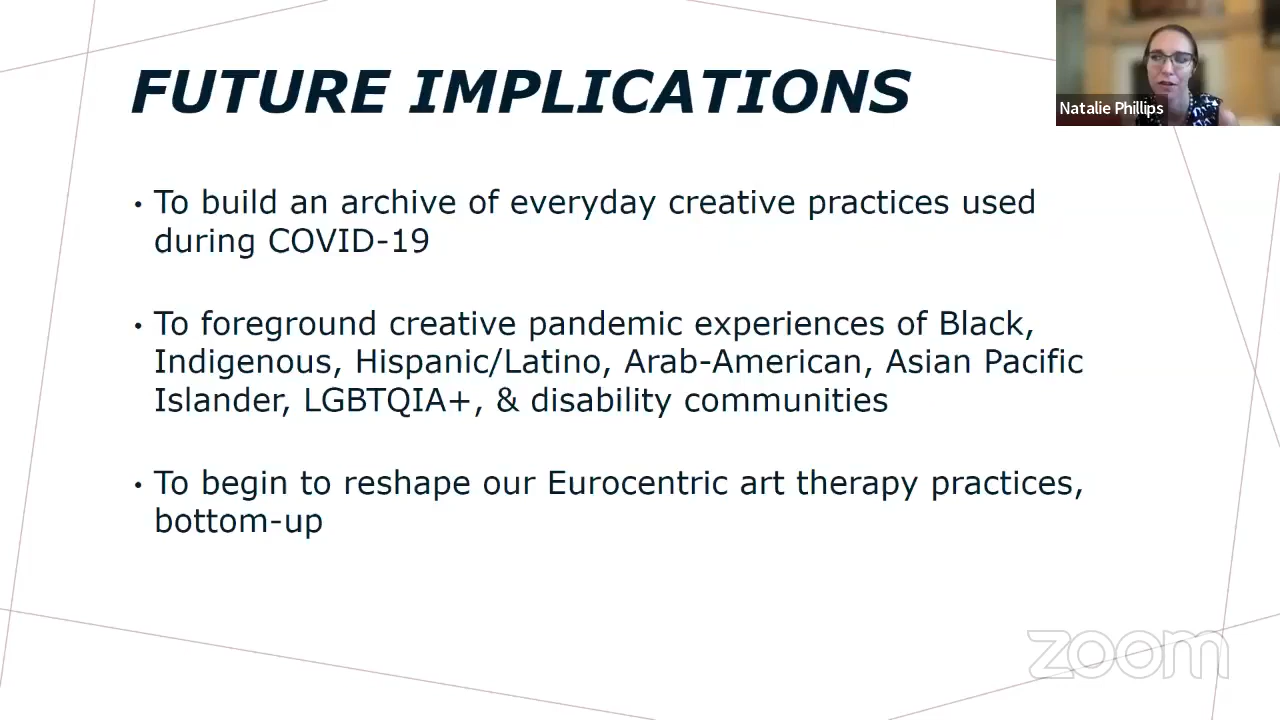 FUTURE IMPLICATIONS
Natalie Phillips
• To build an archive of everyday creative practices used
during COVID-19
• To foreground creative pandemic experiences of Black,
Indigenous, Hispanic/Latino, Arab-American, Asian Pacific
Islander, LGBTQIA+, & disability communities
• To begin to reshape our Eurocentric art therapy practices,
bottom-up
zoom